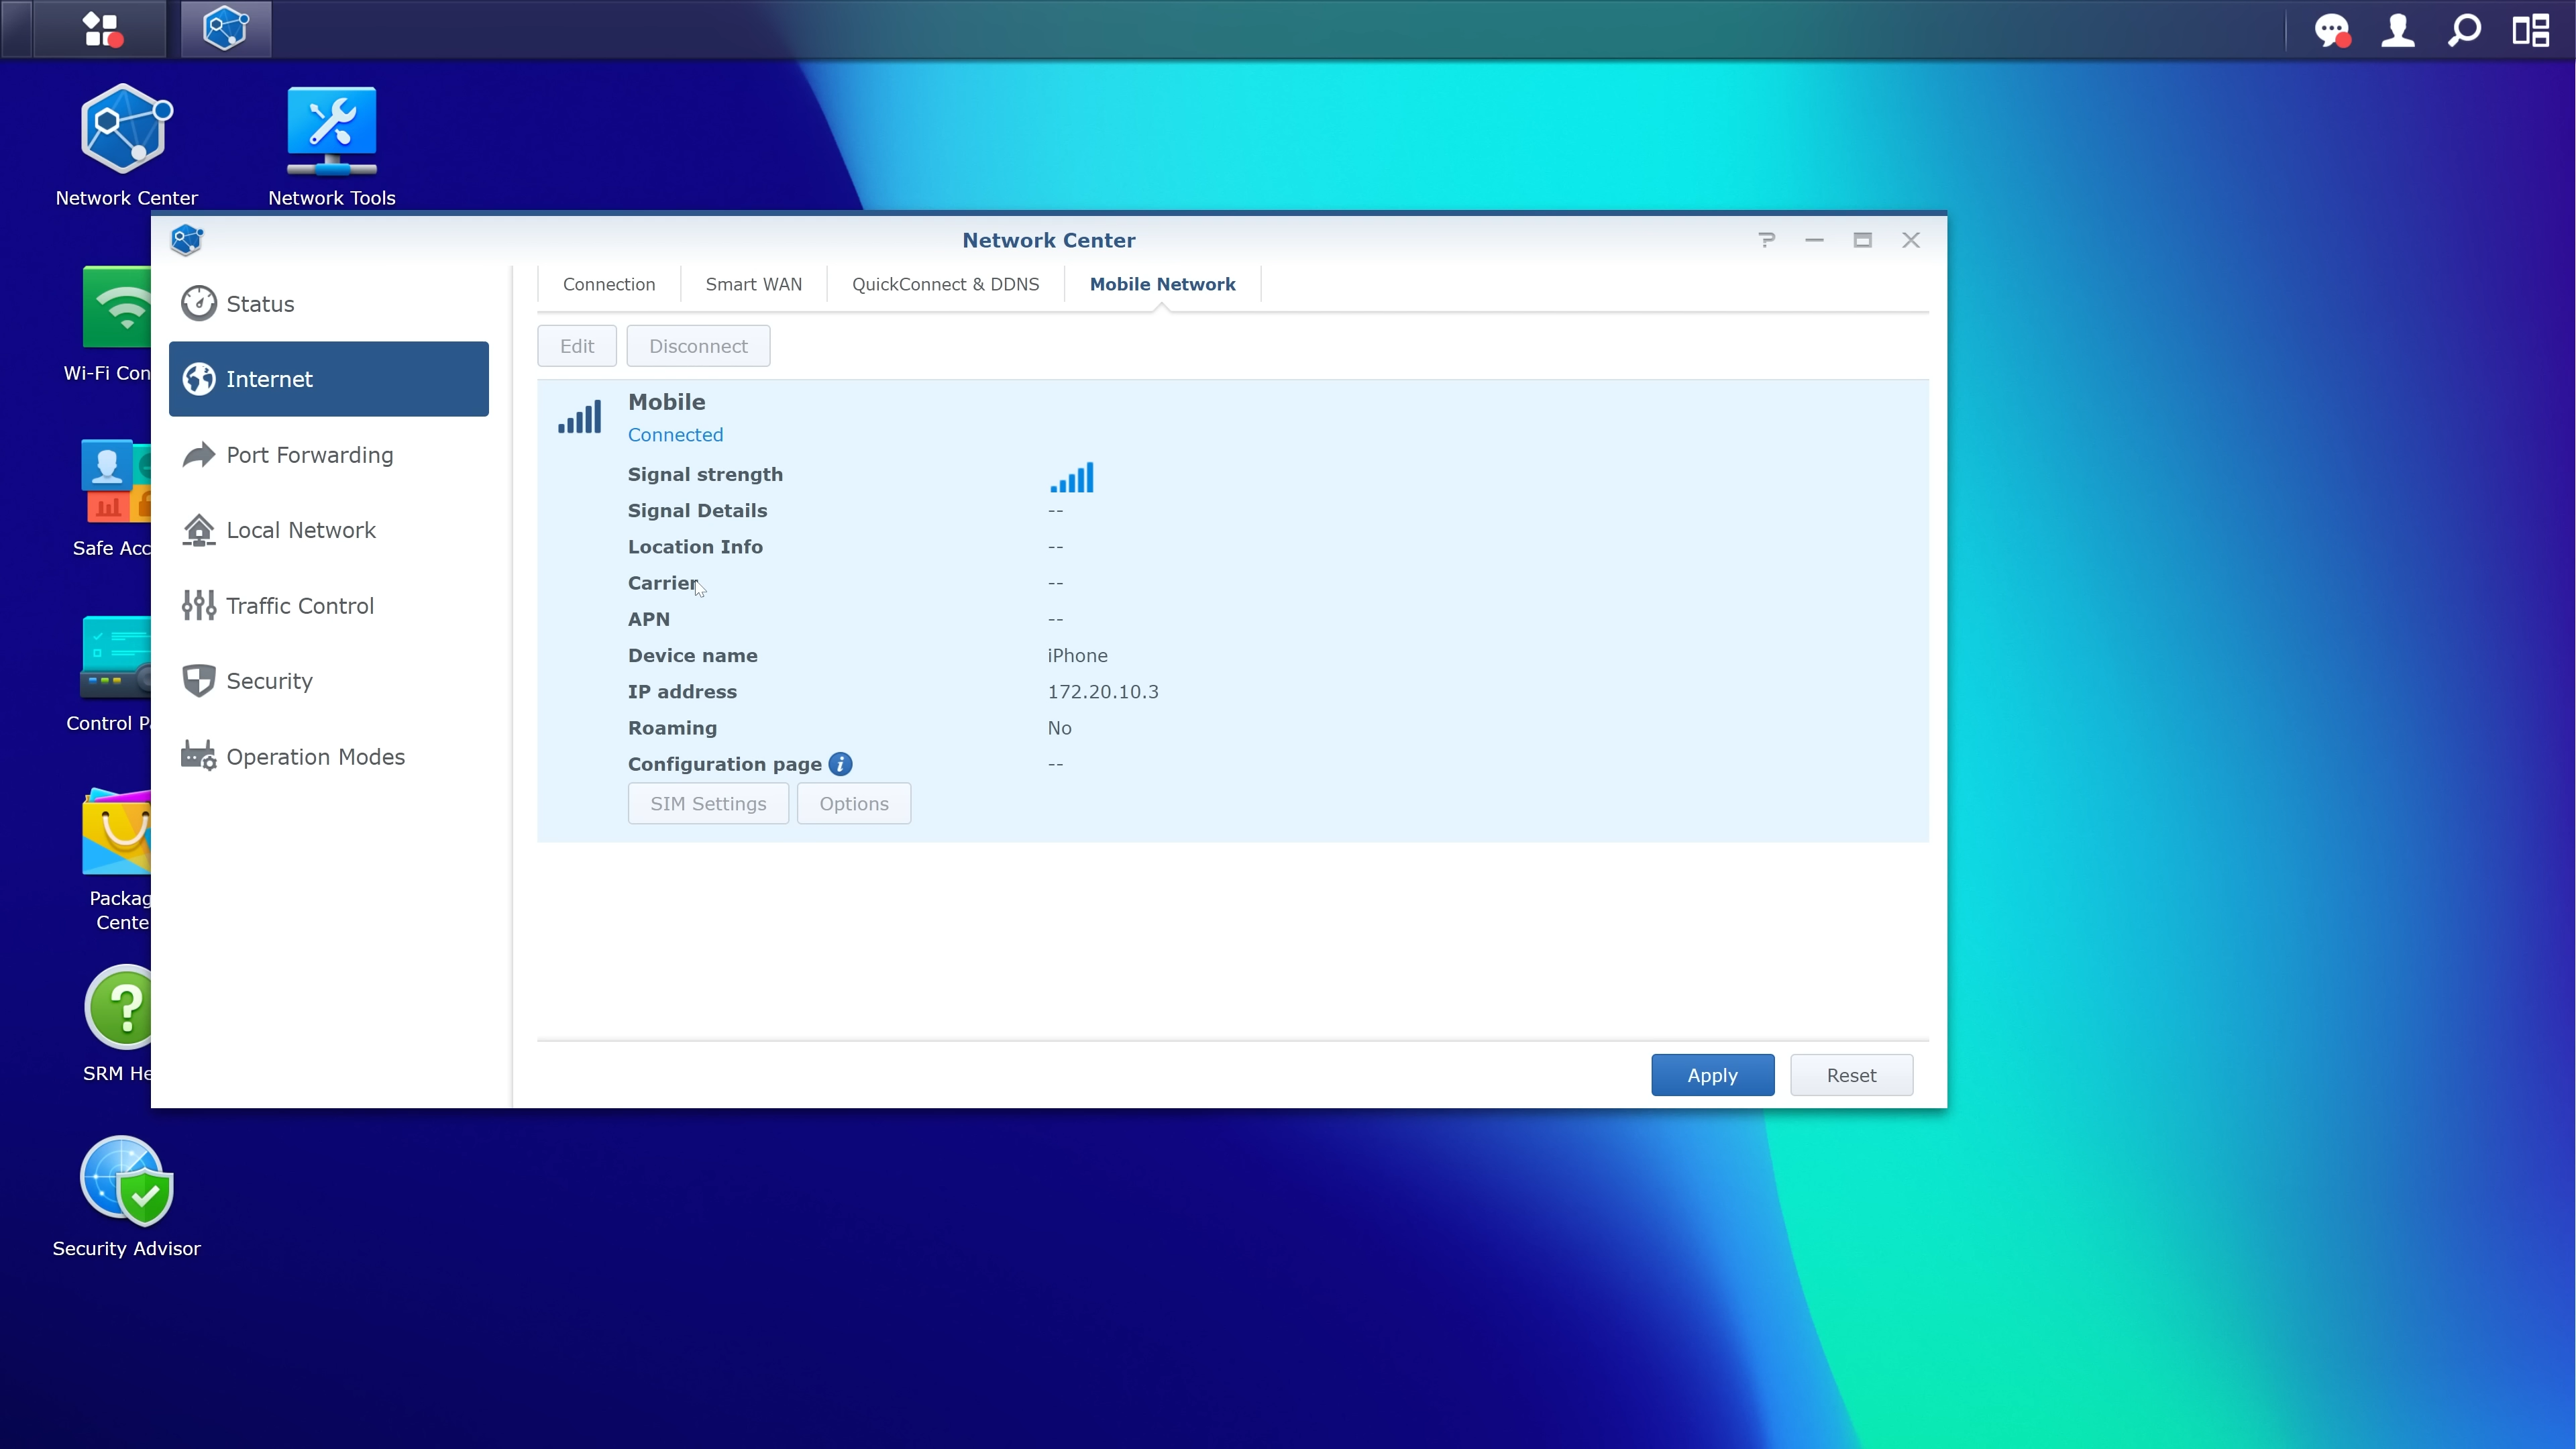 Network Center
Network Tools
Network Center
Wi-Fi Con
Safe Acc
Control P
Packag
Cente
SRM He
Security Advisor
Status
Internet
Port Forwarding
Local Network
Traffic Control
Security
Operation Modes
Connection Smart WAN QuickConnect & DDNS Mobile Network
Edit Disconnect
Mobile
Connected
Signal strength
Signal Details --
Location Info --
Carrier --
APN --
Device name iPhone
IP address 172.20.10.3
Roaming No
Configuration page i --
SIM Settings Options
Apply Reset